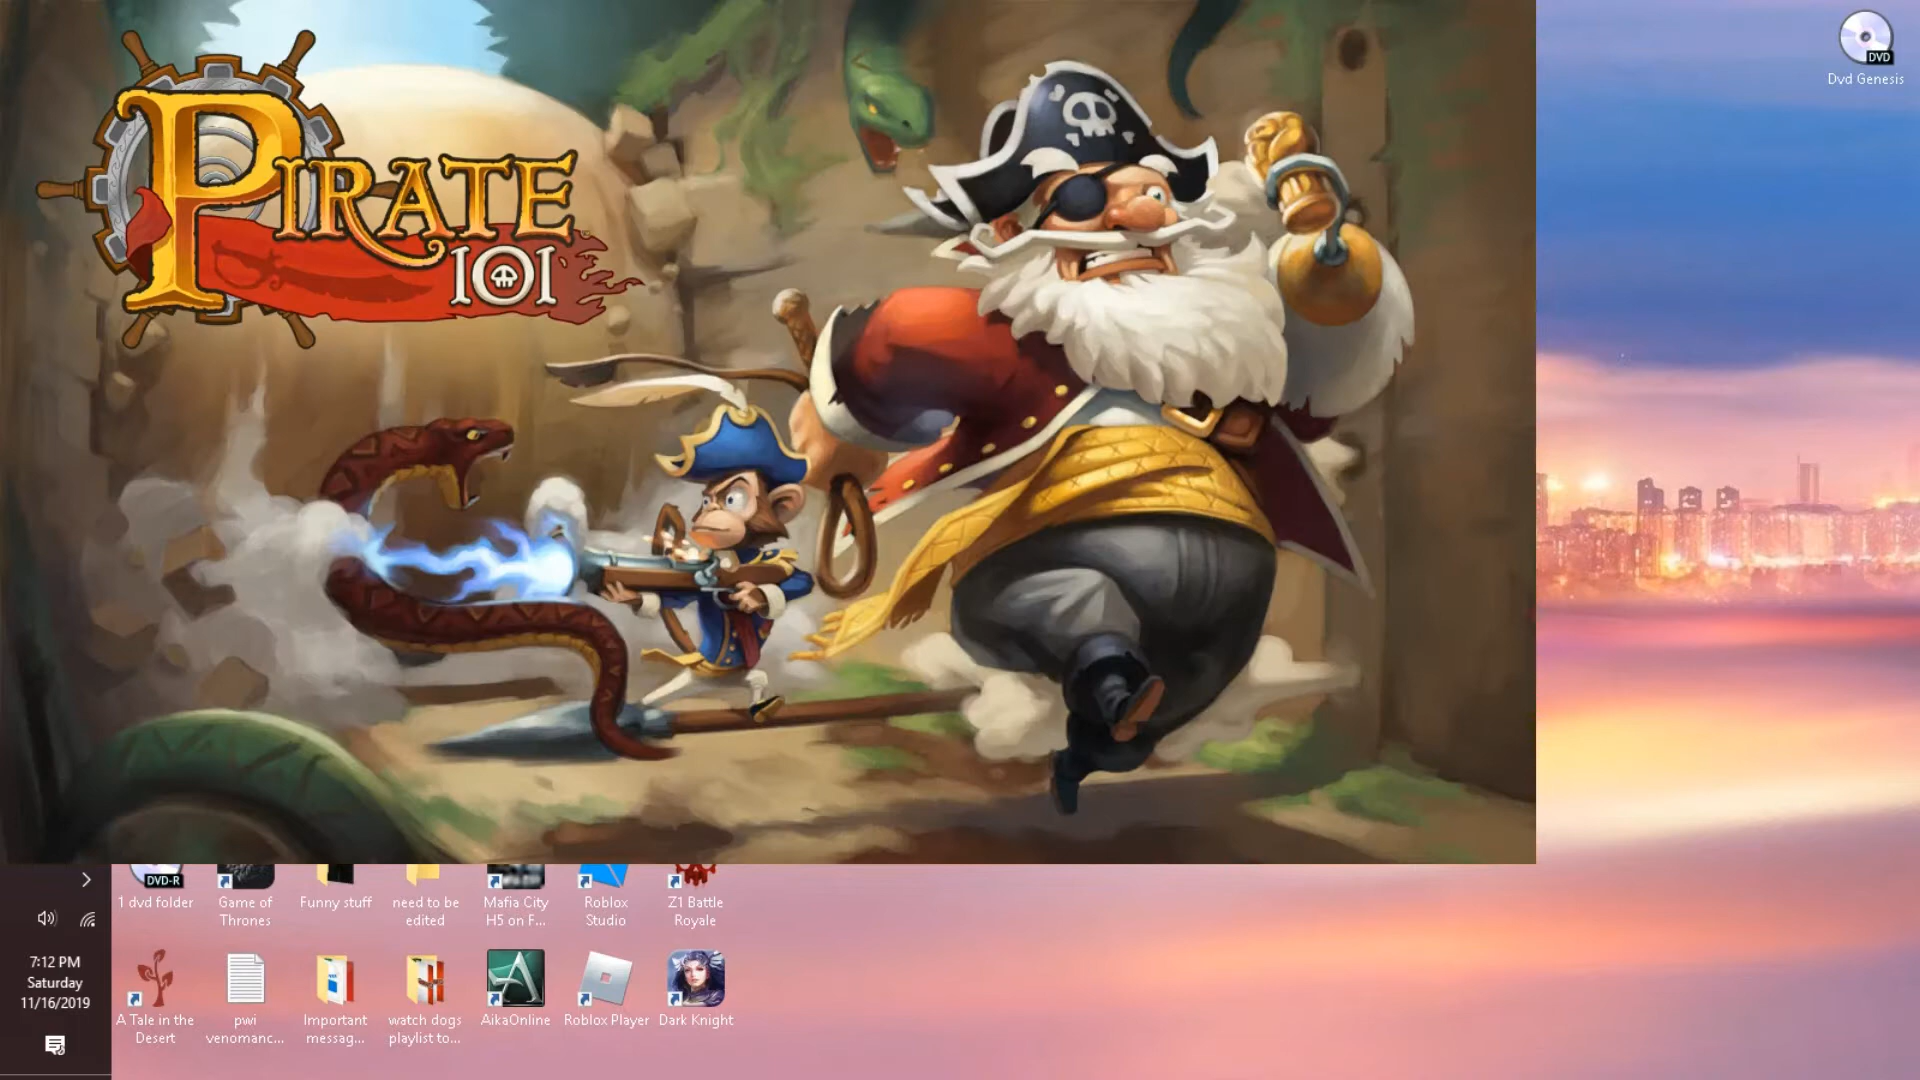 PIRATE
101
DVD
Dvd Genesis
DVD-R
1 dvd folder
Game of
Thrones
Funny stuff
need to be
edited
Mafia City
H5 on F...
Roblox
Studio
Z1 Battle
Royale
7:12 PM
Saturday
11/16/2019
A Tale in the
Desert
pwi
venomanc...
Important
messag...
watch dogs
playlist to...
AikaOnline
Roblox Player
Dark Knight